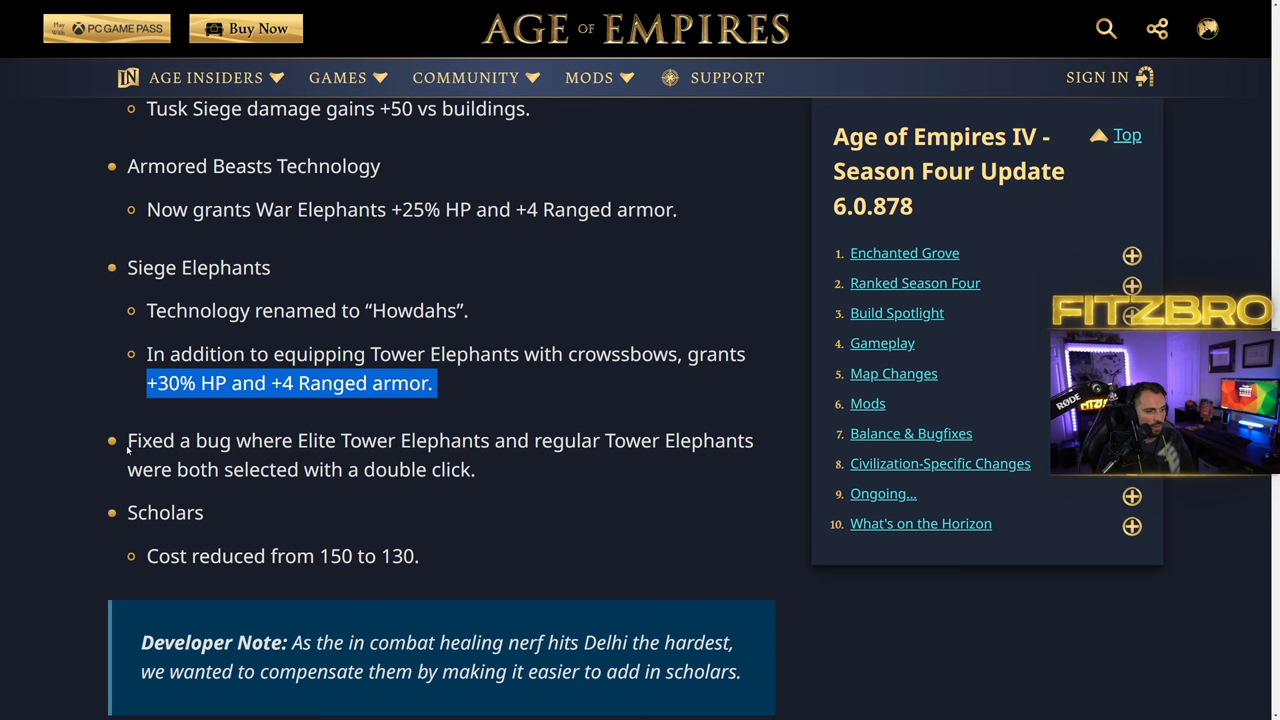 Play With PC GAME PASS
Buy Now
AGE OF EMPIRES
AGE INSIDERS
GAMES
COMMUNITY
MODS
SUPPORT
SIGN IN
Tusk Siege damage gains +50 vs buildings.
Armored Beasts Technology
Now grants War Elephants +25% HP and +4 Ranged armor.
Siege Elephants
Technology renamed to “Howdahs”.
In addition to equipping Tower Elephants with crowssbows, grants
+30% HP and +4 Ranged armor.
Fixed a bug where Elite Tower Elephants and regular Tower Elephants
were both selected with a double click.
Scholars
Cost reduced from 150 to 130.
Developer Note: As the in combat healing nerf hits Delhi the hardest,
we wanted to compensate them by making it easier to add in scholars.
Age of Empires IV -
Season Four Update
6.0.878
Top
1. Enchanted Grove
2. Ranked Season Four
3. Build Spotlight
4. Gameplay
5. Map Changes
6. Mods
7. Balance & Bugfixes
8. Civilization-Specific Changes
9. Ongoing...
10. What's on the Horizon
FITZBRO
RØDE